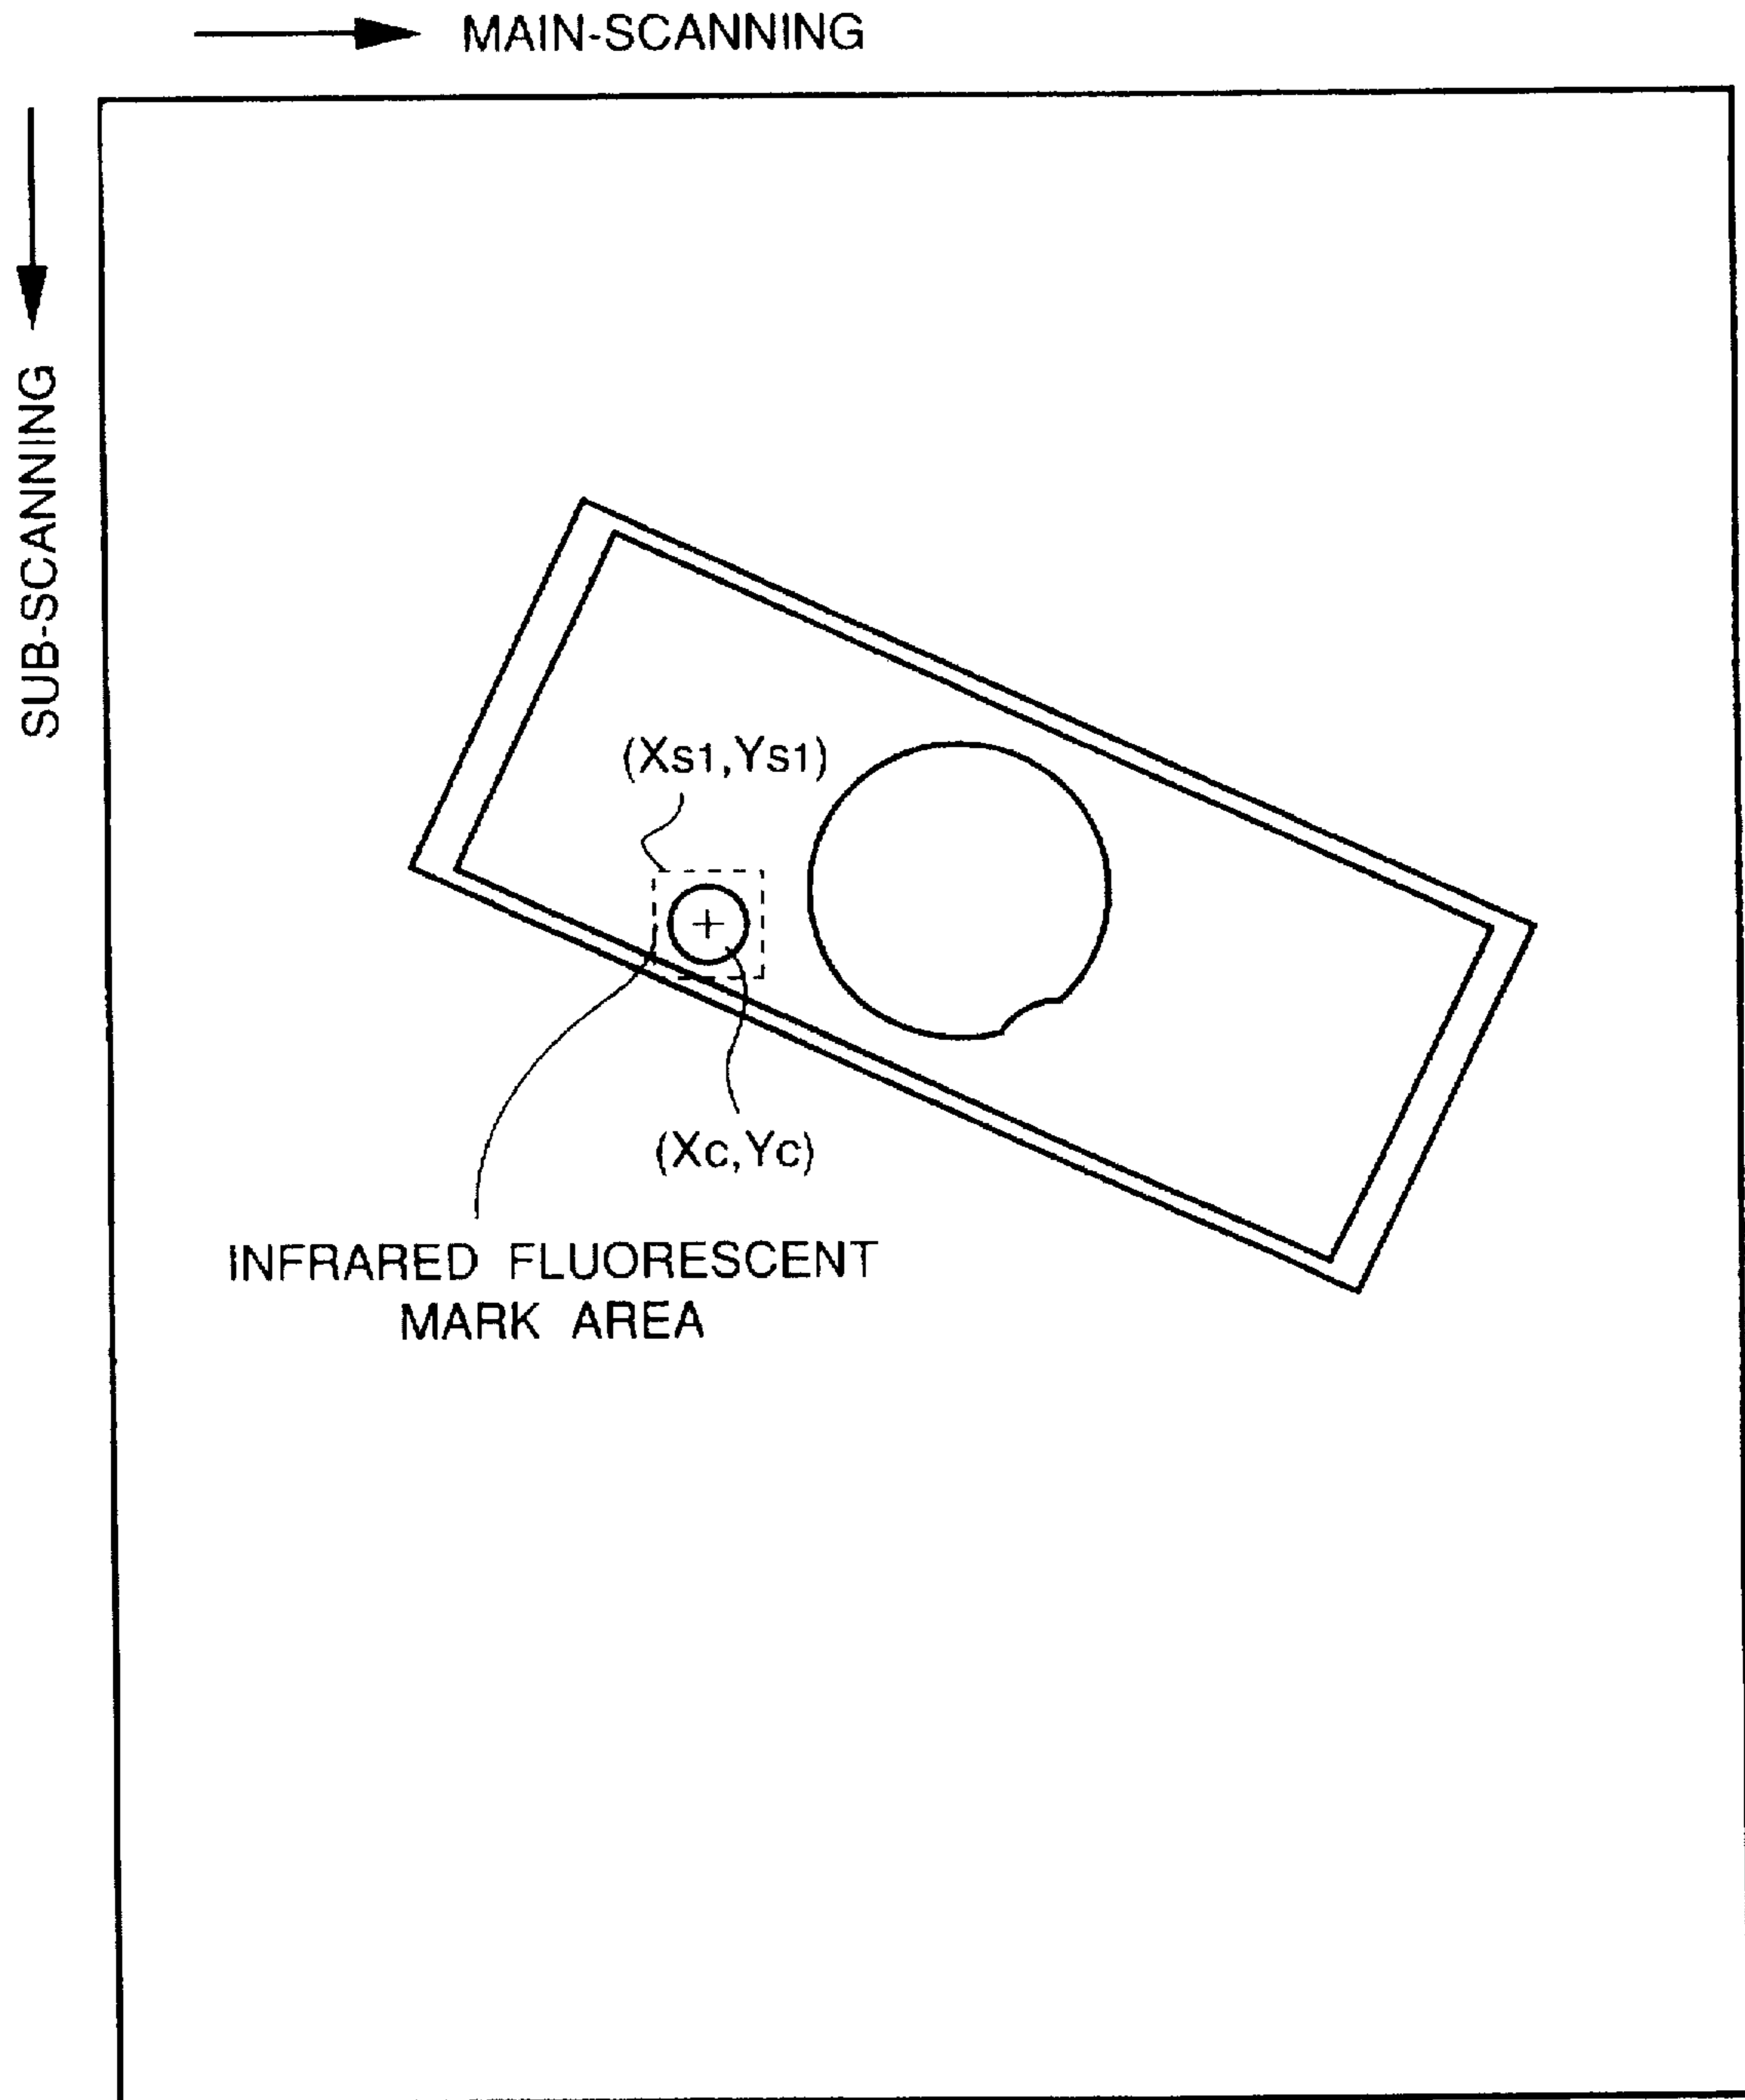 MAIN-SCANNING
SUB-SCANNING
(Xs1,Ys1)
(Xc,Yc)
INFRARED FLUORESCENT
MARK AREA